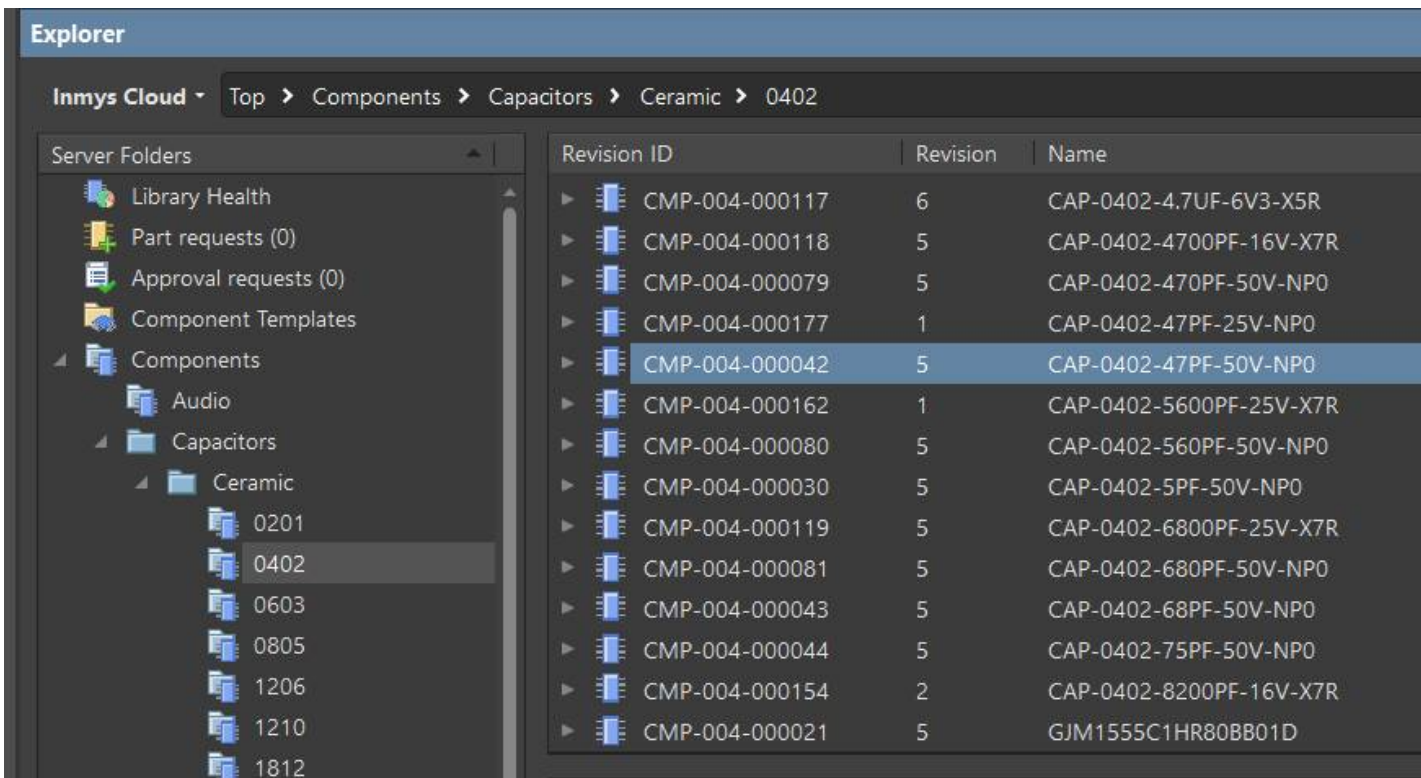 Explorer
Inmys Cloud Top > Components > Capacitors > Ceramic > 0402
Server Folders
Library Health
Part requests (0)
Approval requests (0)
Component Templates
Components
Audio
Capacitors
Ceramic
0201
0402
0603
0805
1206
1210
1812
Revision ID Revision Name
CMP-004-000117 6 CAP-0402-4.7UF-6V3-X5R
CMP-004-000118 5 CAP-0402-4700PF-16V-X7R
CMP-004-000079 5 CAP-0402-470PF-50V-NP0
CMP-004-000177 1 CAP-0402-47PF-25V-NP0
CMP-004-000042 5 CAP-0402-47PF-50V-NP0
CMP-004-000162 1 CAP-0402-5600PF-25V-X7R
CMP-004-000080 5 CAP-0402-560PF-50V-NP0
CMP-004-000030 5 CAP-0402-5PF-50V-NP0
CMP-004-000119 5 CAP-0402-6800PF-25V-X7R
CMP-004-000081 5 CAP-0402-680PF-50V-NP0
CMP-004-000043 5 CAP-0402-68PF-50V-NP0
CMP-004-000044 5 CAP-0402-75PF-50V-NP0
CMP-004-000154 2 CAP-0402-8200PF-16V-X7R
CMP-004-000021 5 GJM1555C1HR80BB01D